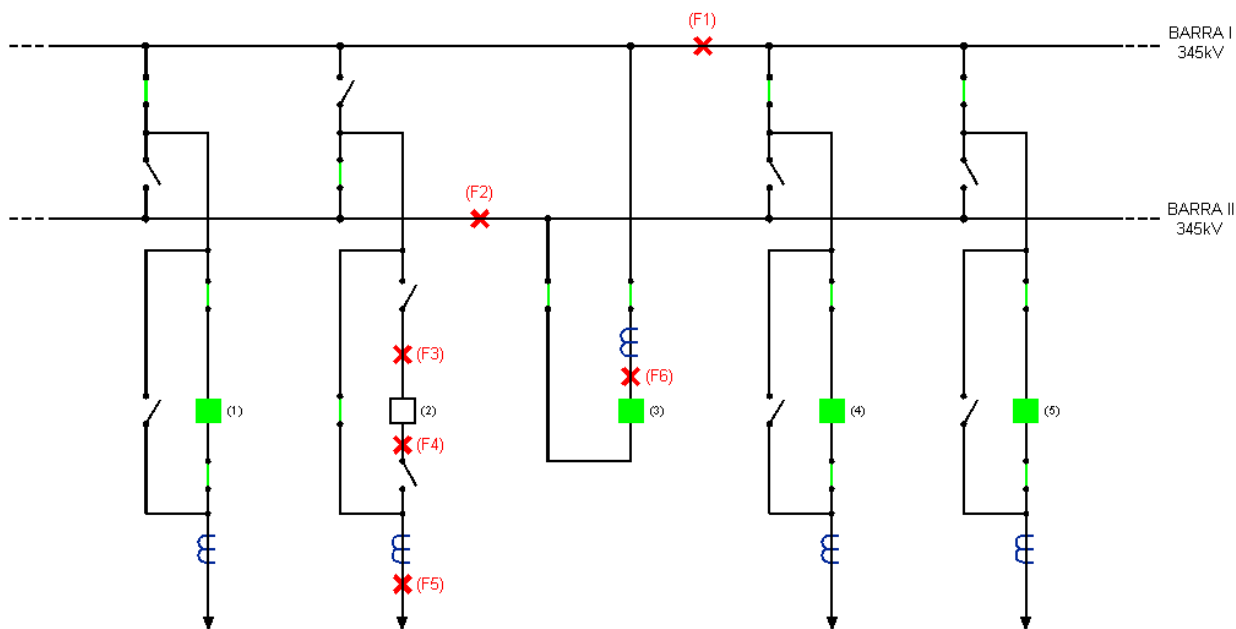 (F1)
BARRA I
345kV
(F2)
BARRA II
345kV
(F3)
(F6)
(1)
(2)
(3)
(4)
(5)
(F4)
(F5)